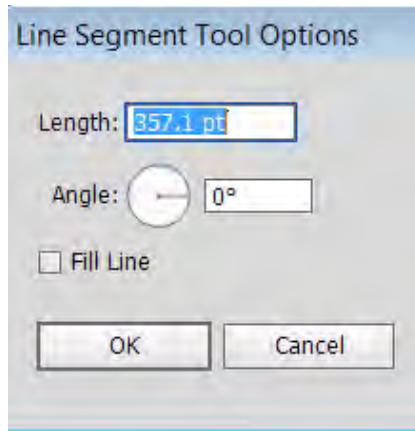 Line Segment Tool Options
Length: 357.1 pt
Angle: 0°
Fill Line
OK Cancel